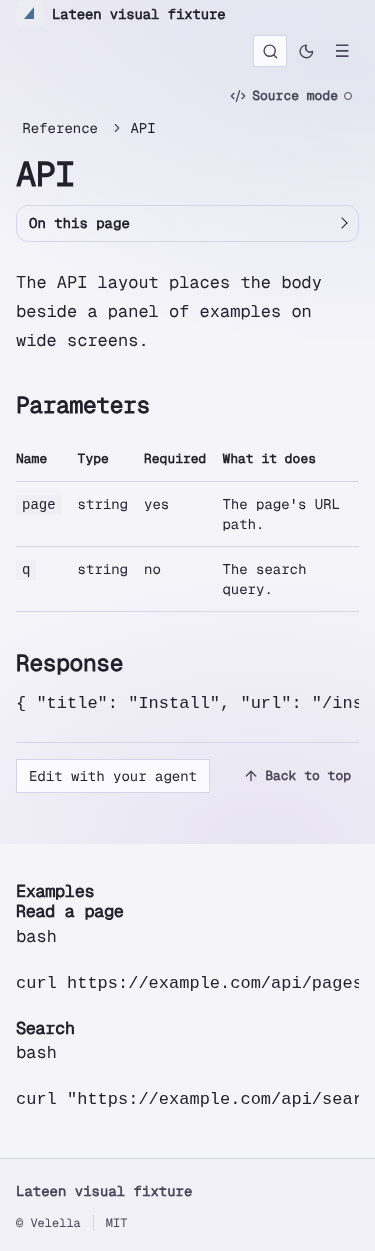 Lateen visual fixture
Source mode
Reference > API
API
On this page
The API layout places the body
beside a panel of examples on
wide screens.
Parameters
Name Type Required What it does
page string yes The page's URL
path.
q string no The search
query.
Response
{ "title": "Install", "url": "/ins
Edit with your agent
Back to top
Examples
Read a page
bash
curl https://example.com/api/pages
Search
bash
curl "https://example.com/api/sear
Lateen visual fixture
© Velella MIT